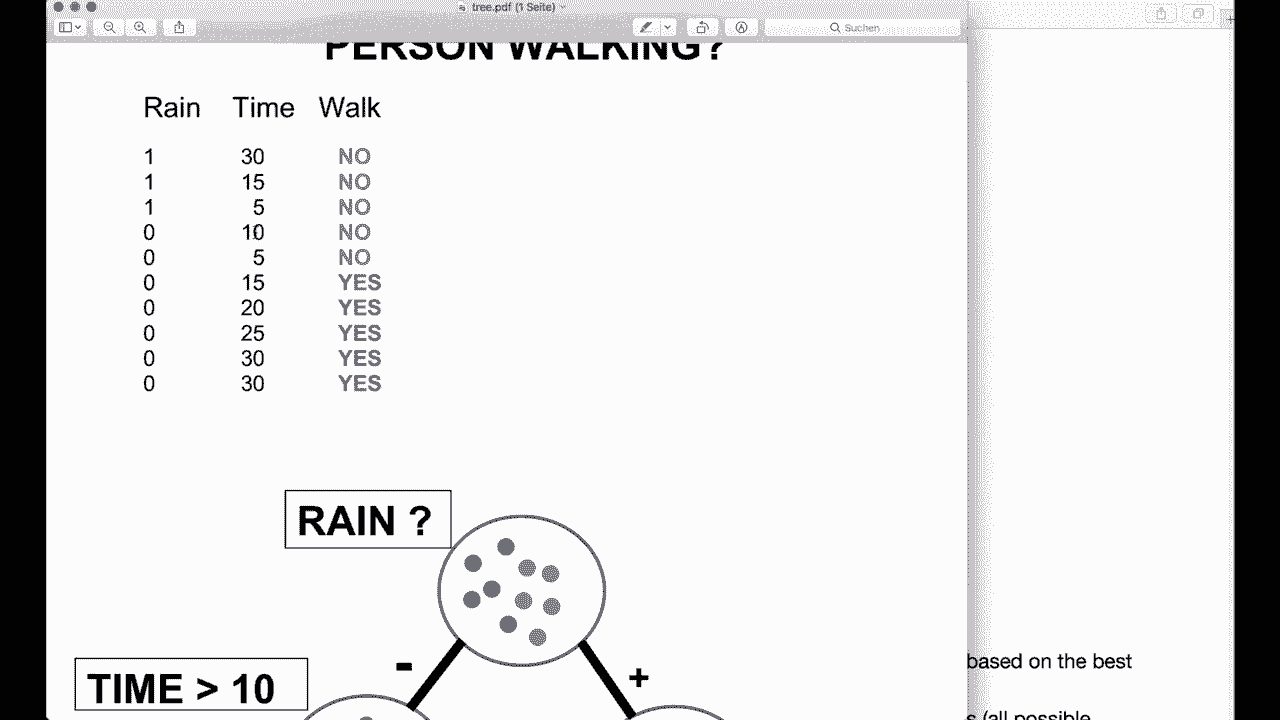 tree.pdf (1 Seite)
Suchen
PERSON WALKING?
Rain Time Walk
1 30 NO
1 15 NO
1 5 NO
0 10 NO
0 5 NO
0 15 YES
0 20 YES
0 25 YES
0 30 YES
0 30 YES
RAIN ?
- +
based on the best
TIME > 10
s (all possible